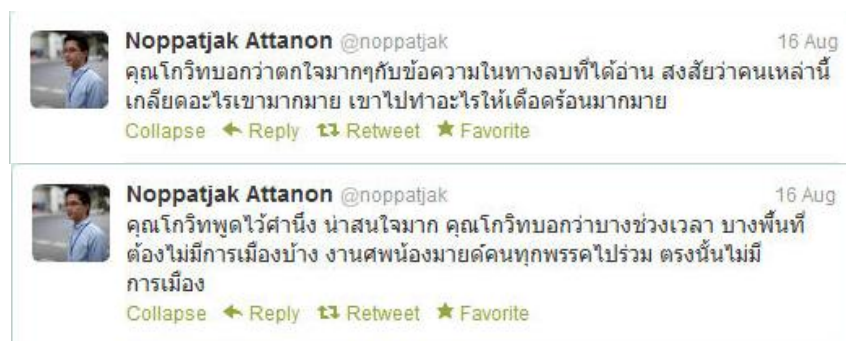 Noppatjak Attanon @noppatjak 16 Aug
คุณโกวิทบอกว่าตกใจมากๆกับข้อความในทางลบที่ได้อ่าน สงสัยว่าคนเหล่านี้
เกลียดอะไรเขามากมาย เขาไปทำอะไรให้เดือดร้อนมากมาย
Collapse Reply Retweet Favorite
Noppatjak Attanon @noppatjak 16 Aug
คุณโกวิทพูดไว้คำนึง น่าสนใจมาก คุณโกวิทบอกว่าบางช่วงเวลา บางพื้นที่
ต้องไม่มีการเมืองบ้าง งานศพน้องมายด์คนทุกพรรคไปร่วม ตรงนั้นไม่มี
การเมือง
Collapse Reply Retweet Favorite